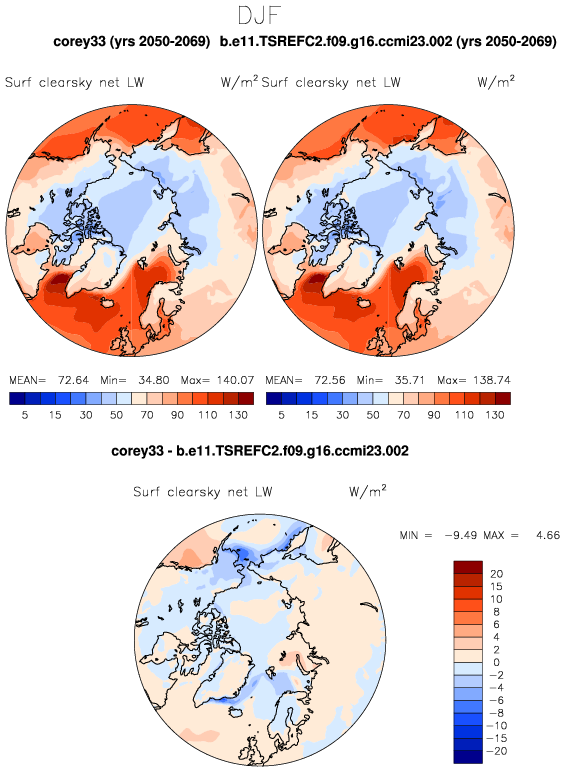 DJF
corey33 (yrs 2050-2069) b.e11.TSREFC2.f09.g16.ccmi23.002 (yrs 2050-2069)
Surf clearsky net LW W/m² Surf clearsky net LW W/m²
MEAN= 72.64 Min= 34.80 Max= 140.07 MEAN= 72.56 Min= 35.71 Max= 138.74
5 15 30 50 70 90 110 130 5 15 30 50 70 90 110 130
corey33 - b.e11.TSREFC2.f09.g16.ccmi23.002
Surf clearsky net LW W/m²
MIN = -9.49 MAX = 4.66
20
15
10
8
6
4
2
0
-2
-4
-6
-8
-10
-15
-20